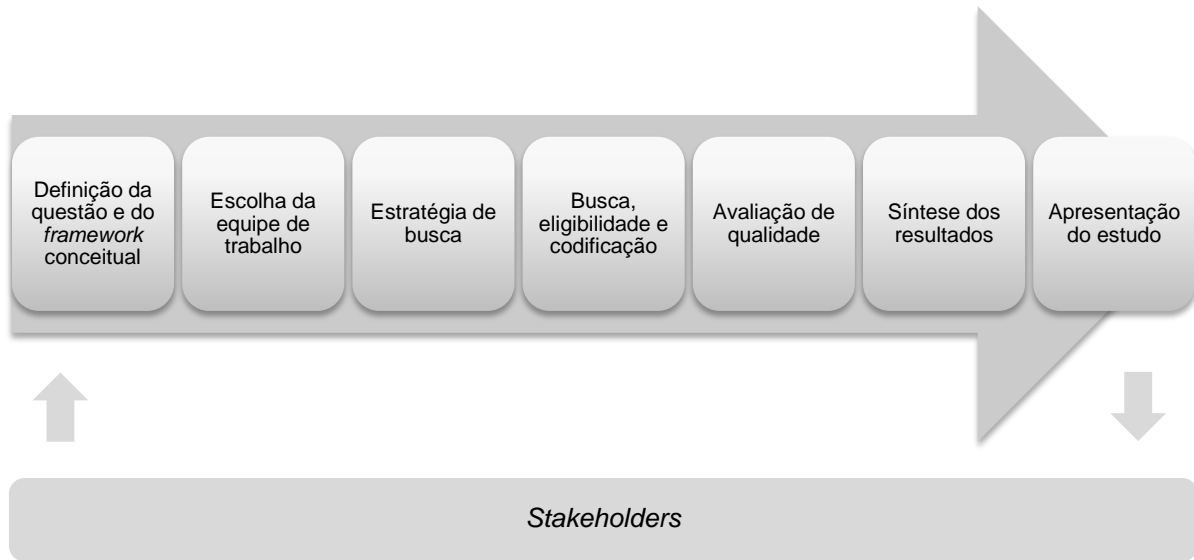 Definição da
questão e do
framework
conceitual
Escolha da
equipe de
trabalho
Estratégia de
busca
Busca,
eligibilidade e
codificação
Avaliação de
qualidade
Síntese dos
resultados
Apresentação
do estudo
Stakeholders